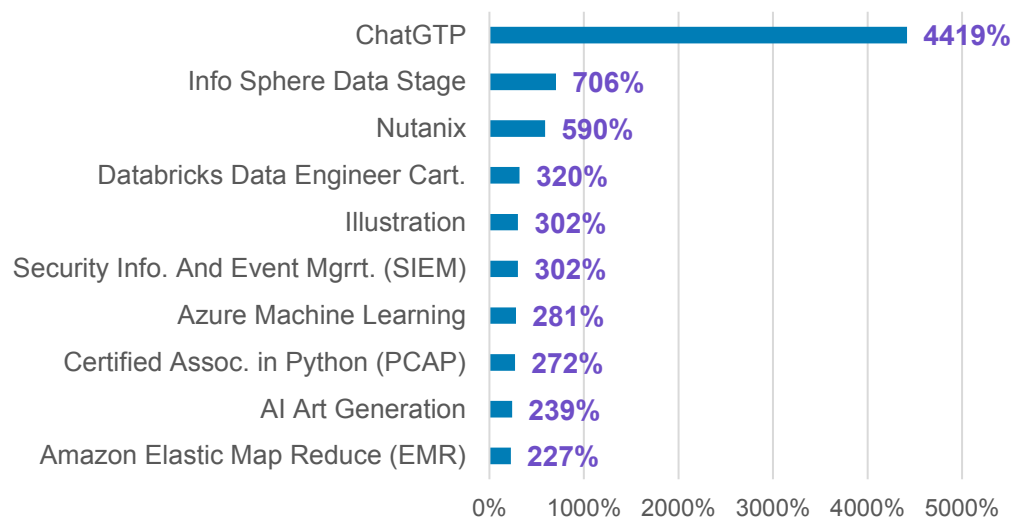 ChatGTP 4419%
Info Sphere Data Stage 706%
Nutanix 590%
Databricks Data Engineer Cart. 320%
Illustration 302%
Security Info. And Event Mgrrt. (SIEM) 302%
Azure Machine Learning 281%
Certified Assoc. in Python (PCAP) 272%
AI Art Generation 239%
Amazon Elastic Map Reduce (EMR) 227%
0% 1000% 2000% 3000% 4000% 5000%